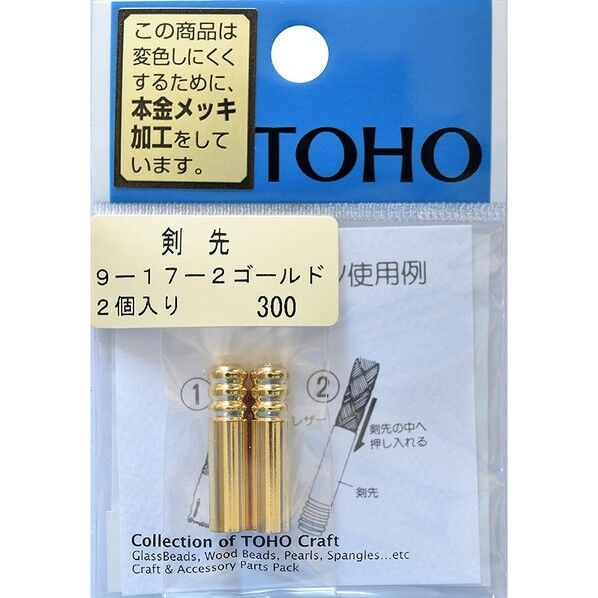 この商品は
変色しにくく
するために、
本金メッキ
加工をして
います。
TOHO
剣先
9-17-2ゴールド
2個入り 300
使用例
1 2
レザー
剣先の中へ
押し入れる
剣先
Collection of TOHO Craft
GlassBeads, Wood Beads, Pearls, Spangles...etc
Craft & Accessory Parts Pack